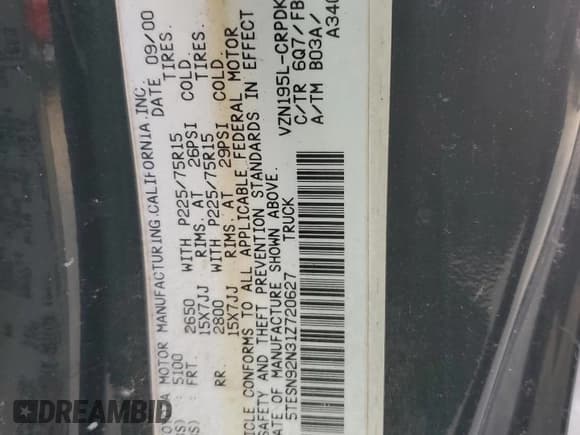 A MOTOR MANUFACTURING.CALIFORNIA.INC.
5100 DATE 09/00
FRT. 2650 WITH P225/75R15 TIRES.
15X7JJ RIMS. AT 26PSI COLD.
RR. 2800 WITH P225/75R15 TIRES.
15X7JJ RIMS. AT 29PSI COLD.
ICLE CONFORMS TO ALL APPLICABLE FEDERAL MOTOR
SAFETY AND THEFT PREVENTION STANDARDS IN EFFECT
ATE OF MANUFACTURE SHOWN ABOVE.
5TESN92N31Z720627 TRUCK
VZN195L-CRPDK
C/TR 6Q7/FB
A/TM B03A/
A340
DREAMBID